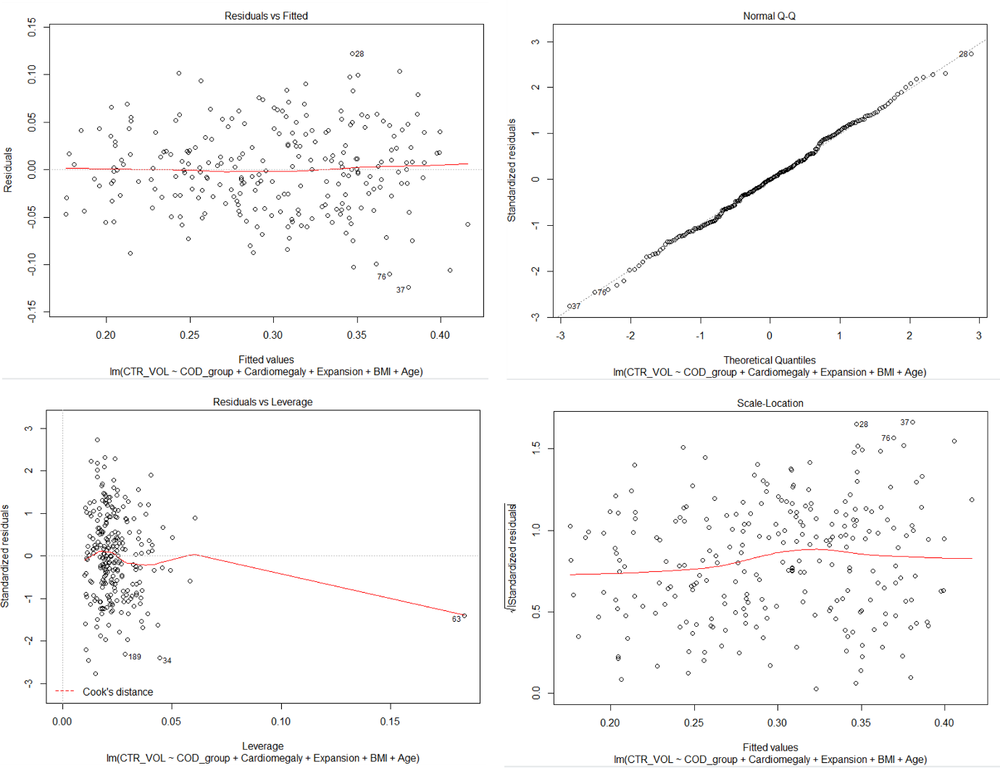 Residuals vs Fitted
Residuals
0.15
0.10
0.05
0.00
-0.05
-0.10
-0.15
28
76
37
0.20 0.25 0.30 0.35 0.40
Fitted values
lm(CTR_VOL ~ COD_group + Cardiomegaly + Expansion + BMI + Age)
Normal Q-Q
Standardized residuals
3
2
1
0
-1
-2
-3
28
76
37
-3 -2 -1 0 1 2 3
Theoretical Quantiles
lm(CTR_VOL ~ COD_group + Cardiomegaly + Expansion + BMI + Age)
Residuals vs Leverage
Standardized residuals
3
2
1
0
-1
-2
-3
63
189
34
Cook's distance
0.00 0.05 0.10 0.15
Leverage
lm(CTR_VOL ~ COD_group + Cardiomegaly + Expansion + BMI + Age)
Scale-Location
√|Standardized residuals|
1.5
1.0
0.5
0.0
28
37
76
0.20 0.25 0.30 0.35 0.40
Fitted values
lm(CTR_VOL ~ COD_group + Cardiomegaly + Expansion + BMI + Age)